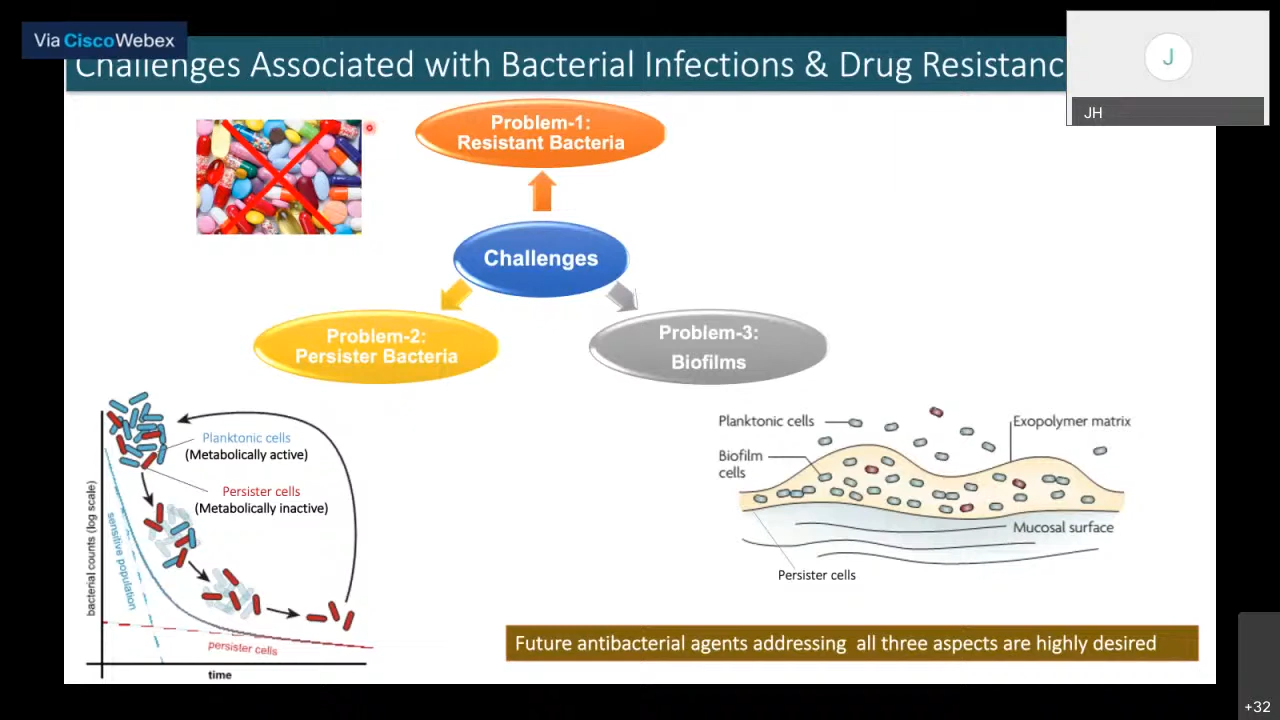 Via CiscoWebex
Challenges Associated with Bacterial Infections & Drug Resistanc
J
JH
Problem-1:
Resistant Bacteria
Challenges
Problem-2:
Persister Bacteria
Problem-3:
Biofilms
Planktonic cells
(Metabolically active)
Persister cells
(Metabolically inactive)
bacterial counts (log scale)
sensitive population
persister cells
time
Planktonic cells
Exopolymer matrix
Biofilm
cells
Mucosal surface
Persister cells
Future antibacterial agents addressing all three aspects are highly desired
+32